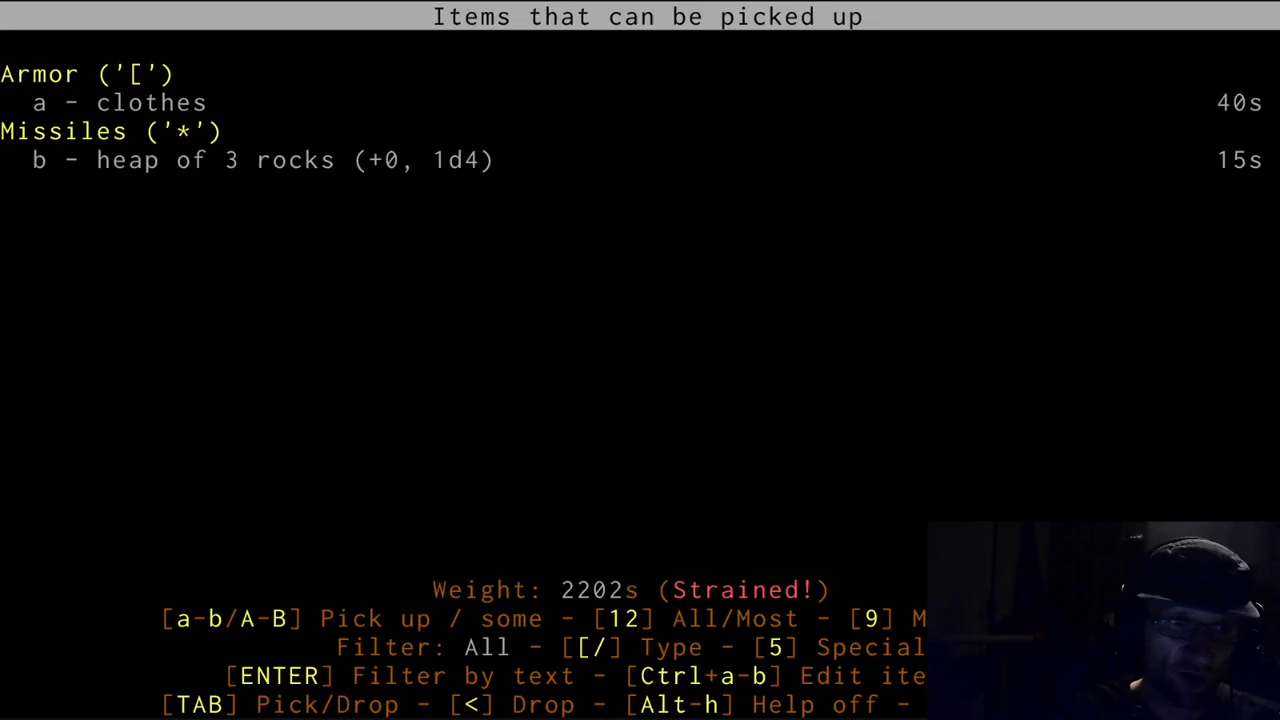 Items that can be picked up
Armor ('[')
a - clothes 40s
Missiles ('*')
b - heap of 3 rocks (+0, 1d4) 15s
Weight: 2202s (Strained!)
[a-b/A-B] Pick up / some - [12] All/Most - [9] M
Filter: All - [[/] Type - [5] Special
[ENTER] Filter by text - [Ctrl+a-b] Edit ite
[TAB] Pick/Drop - [<] Drop - [Alt-h] Help off -